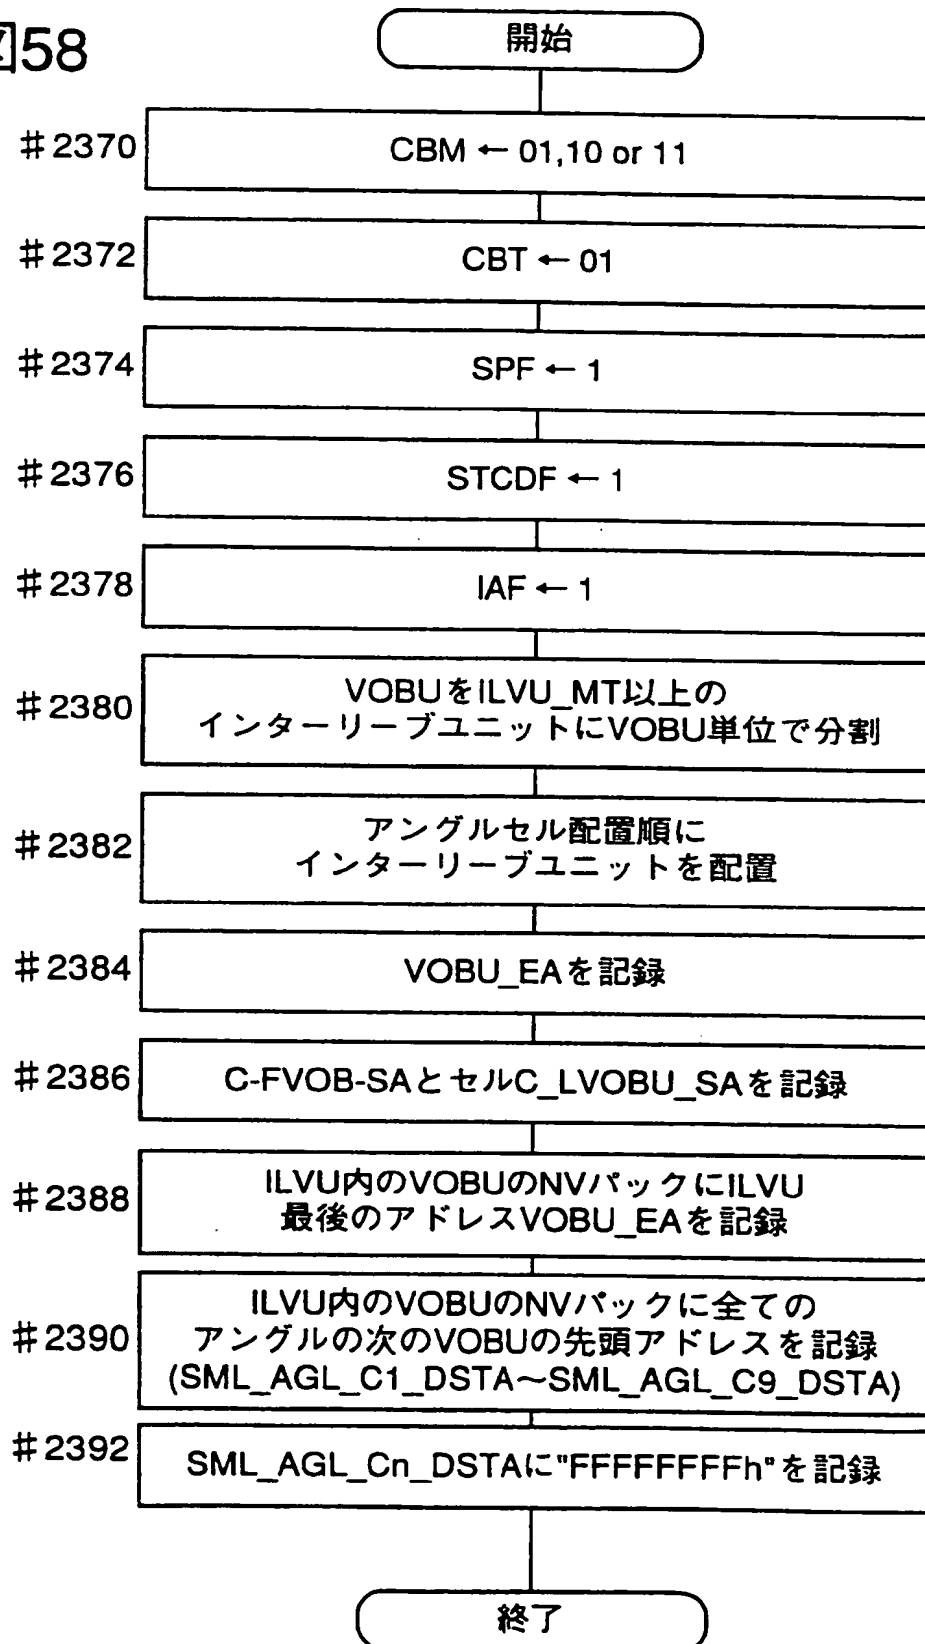 図58
開始
#2370
CBM ← 01,10 or 11
#2372
CBT ← 01
#2374
SPF ← 1
#2376
STCDF ← 1
#2378
IAF ← 1
#2380
VOBUをILVU_MT以上の
インターリーブユニットにVOBU単位で分割
#2382
アングルセル配置順に
インターリーブユニットを配置
#2384
VOBU_EAを記録
#2386
C-FVOB-SAとセルC_LVOBU_SAを記録
#2388
ILVU内のVOBUのNVパックにILVU
最後のアドレスVOBU_EAを記録
#2390
ILVU内のVOBUのNVパックに全ての
アングルの次のVOBUの先頭アドレスを記録
(SML_AGL_C1_DSTA～SML_AGL_C9_DSTA)
#2392
SML_AGL_Cn_DSTAに"FFFFFFFFh"を記録
終了